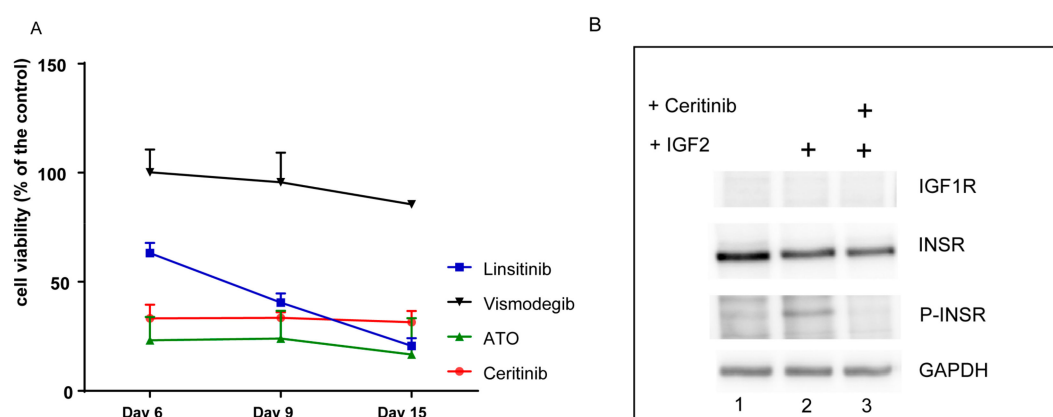 A
cell viability (% of the control)
150
100
50
0
Day 6
Day 9
Day 15
Linsitinib
Vismodegib
ATO
Ceritinib
B
+ Ceritinib +
+ IGF2 + +
IGF1R
INSR
P-INSR
GAPDH
1 2 3